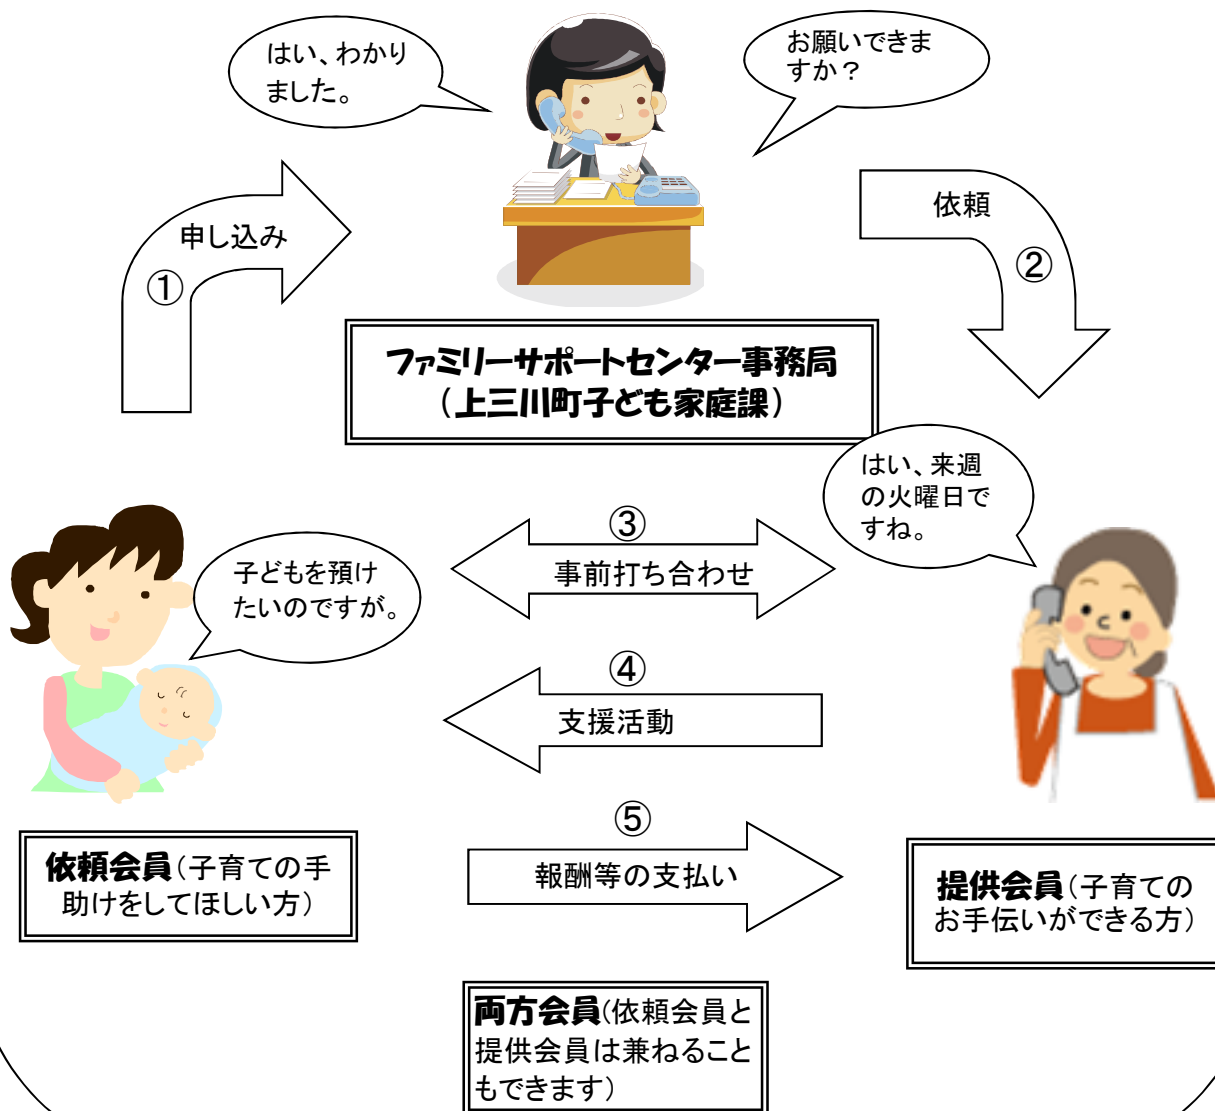 はい、わかり
ました。
お願いできま
すか？
申し込み
①
依頼
②
ファミリーサポートセンター事務局
（上三川町子ども家庭課）
はい、来週
の火曜日で
すね。
③
事前打ち合わせ
子どもを預け
たいのですが。
④
支援活動
⑤
報酬等の支払い
依頼会員（子育ての手
助けをしてほしい方）
提供会員（子育ての
お手伝いができる方）
両方会員（依頼会員と
提供会員は兼ねること
もできます）